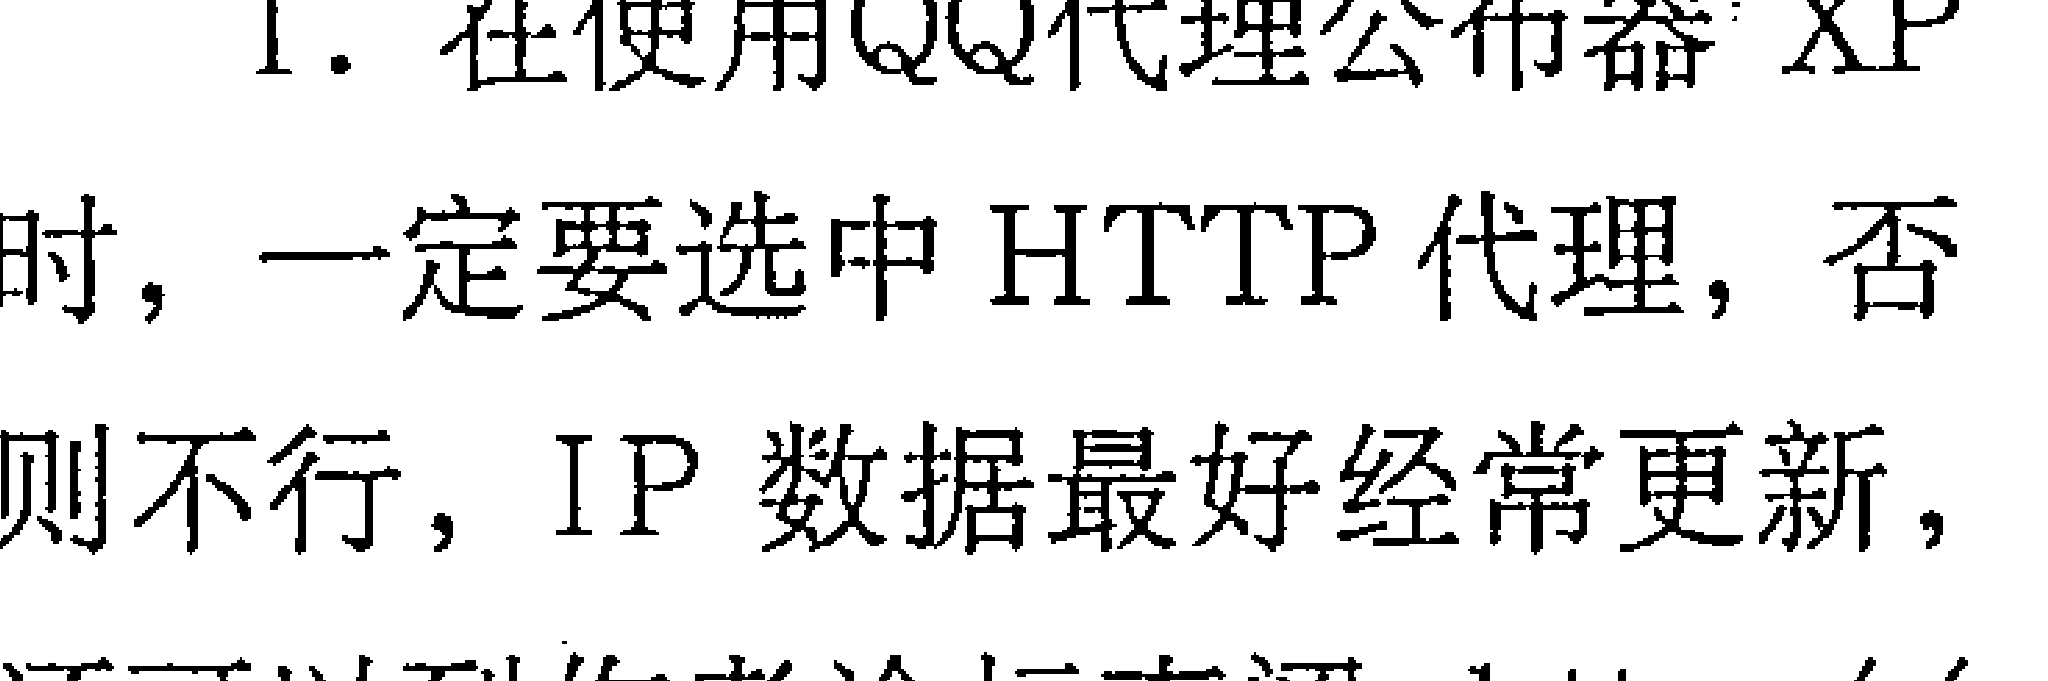 1. 在使用QQ代理公布器 XP
时，一定要选中 HTTP 代理，否
则不行，IP 数据最好经常更新，